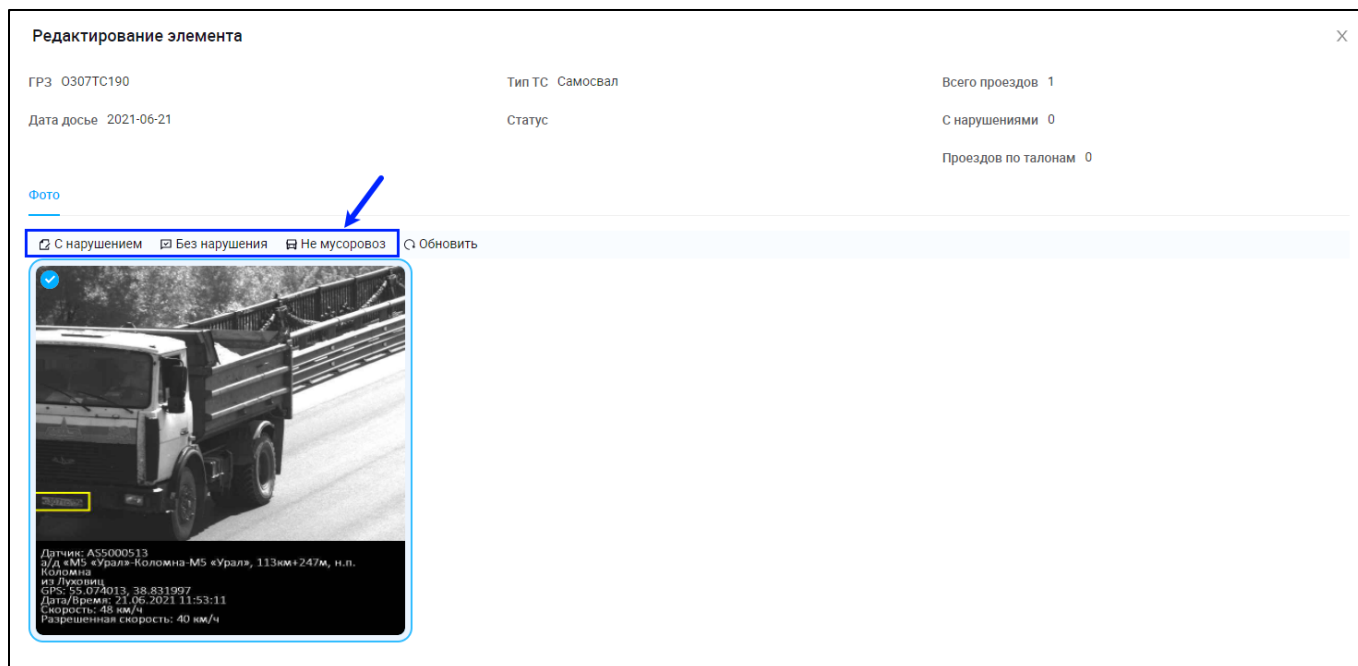 Редактирование элемента
ГРЗ О307ТС190 Тип ТС Самосвал Всего проездов 1
Дата досье 2021-06-21 Статус С нарушениями 0
Проездов по талонам 0
Фото
С нарушением Без нарушения Не мусоровоз Обновить
Датчик: AS5000513
а/д «М5 «Урал»-Коломна-М5 «Урал», 113км+247м, н.п.
Коломна
из Луховиц
GPS: 55.074013, 38.831997
Дата/Время: 21.06.2021 11:53:11
Скорость: 48 км/ч
Разрешенная скорость: 40 км/ч